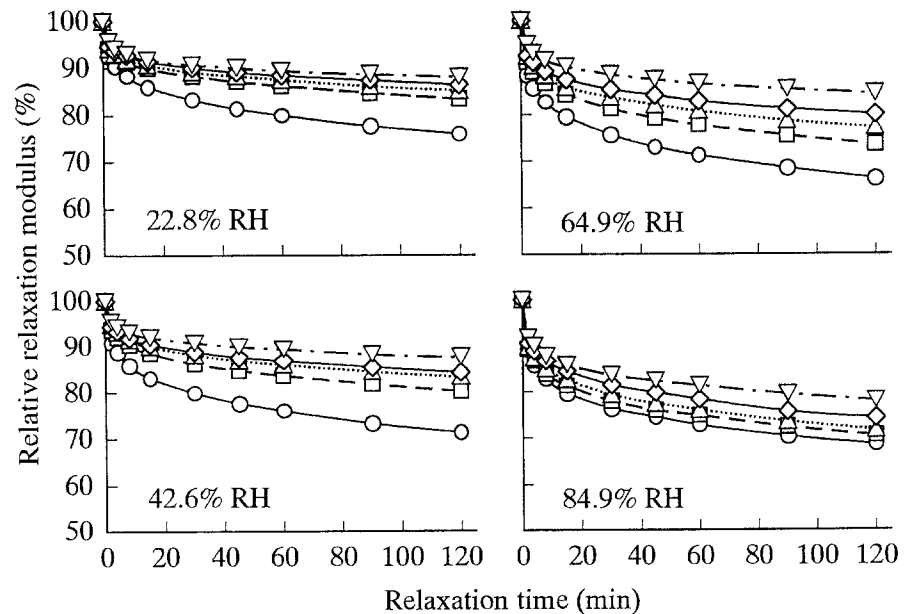 Relative relaxation modulus (%)
100
90
80
70
60
50
22.8% RH
64.9% RH
100
90
80
70
60
50
42.6% RH
84.9% RH
0 20 40 60 80 100 120
0 20 40 60 80 100 120
Relaxation time (min)